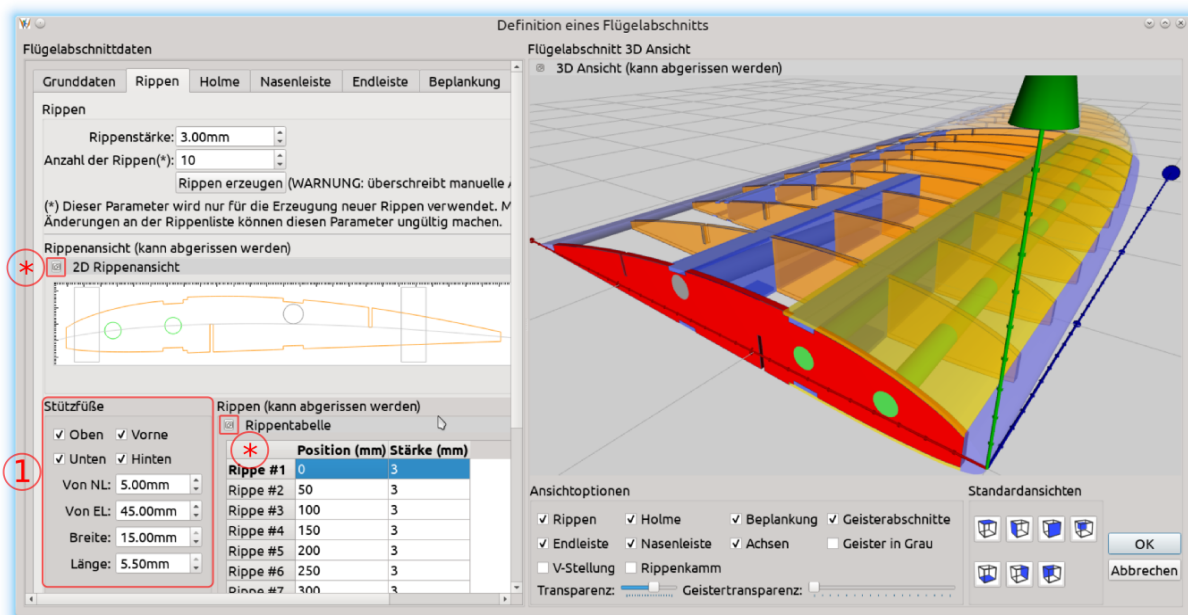 Definition eines Flügelabschnitts
Flügelabschnittdaten
Grunddaten Rippen Holme Nasenleiste Endleiste Beplankung
Rippen
Rippenstärke: 3.00mm
Anzahl der Rippen(*): 10
Rippen erzeugen (WARNUNG: überschreibt manuelle
(*) Dieser Parameter wird nur für die Erzeugung neuer Rippen verwendet. M
Änderungen an der Rippenliste können diesen Parameter ungültig machen.
Rippenansicht (kann abgerissen werden)
* 2D Rippenansicht
Stützfüße
Oben Vorne
Unten Hinten
1
Von NL: 5.00mm
Von EL: 45.00mm
Breite: 15.00mm
Länge: 5.50mm
Rippen (kann abgerissen werden)
Rippentabelle
*
Position (mm) Stärke (mm)
Rippe #1 0 3
Rippe #2 50 3
Rippe #3 100 3
Rippe #4 150 3
Rippe #5 200 3
Rippe #6 250 3
Rippe #7 300 3
Flügelabschnitt 3D Ansicht
3D Ansicht (kann abgerissen werden)
Ansichtoptionen
Rippen Holme Beplankung Geisterabschnitte
Endleiste Nasenleiste Achsen Geister in Grau
V-Stellung Rippenkamm
Transparenz: Geistertransparenz:
Standardansichten
OK
Abbrechen